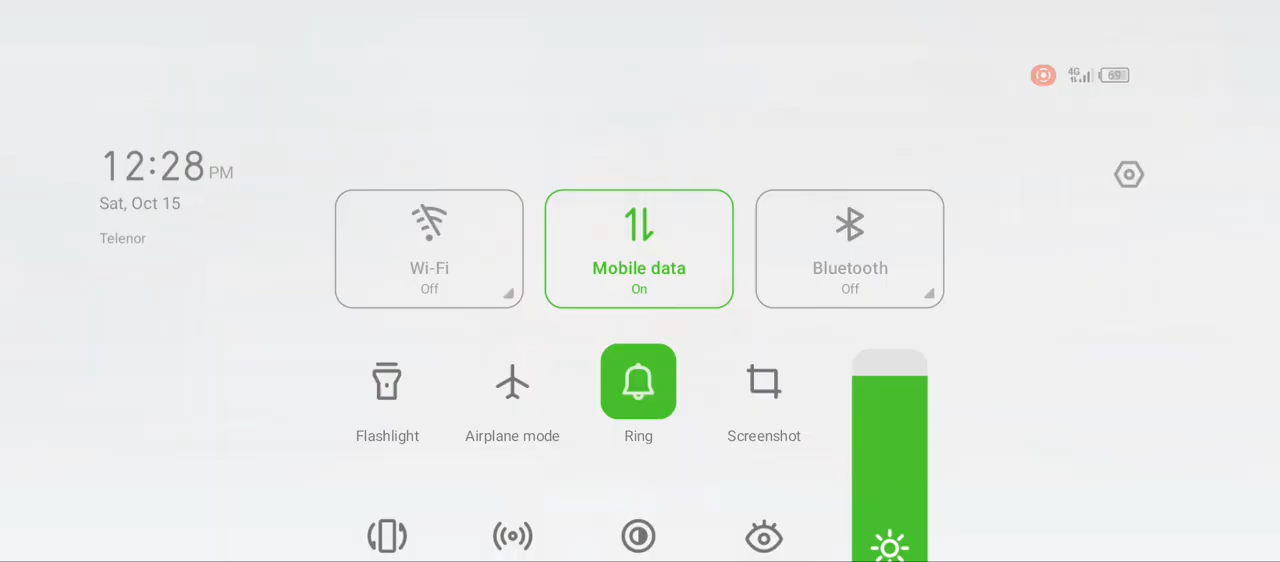 4G 69
12:28 PM
Sat, Oct 15
Telenor
Wi-Fi
Off
Mobile data
On
Bluetooth
Off
Flashlight
Airplane mode
Ring
Screenshot